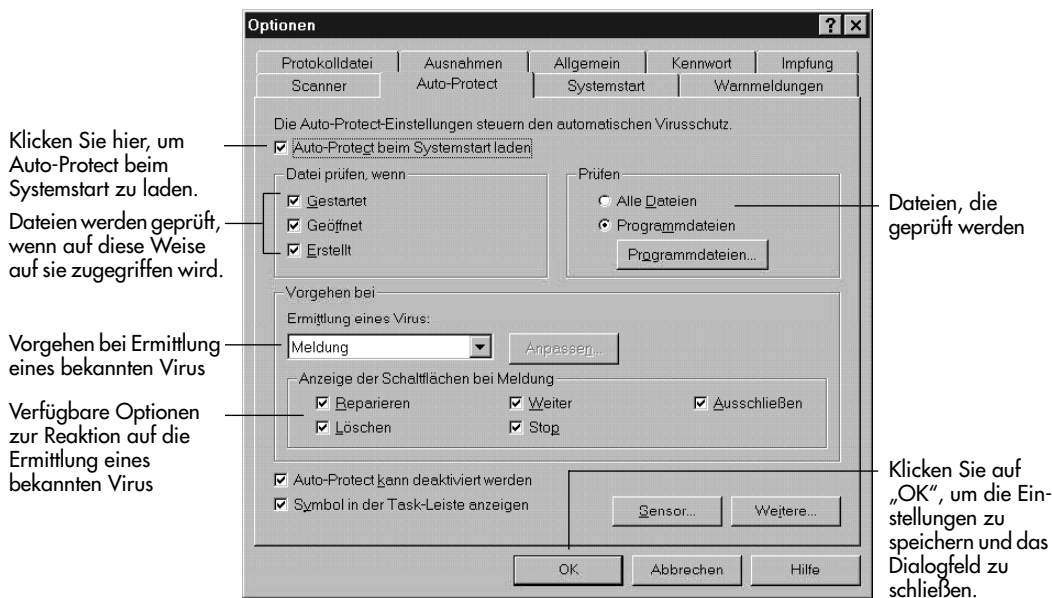 Optionen
Protokolldatei Ausnahmen Allgemein Kennwort Impfung
Scanner Auto-Protect Systemstart Warnmeldungen
Die Auto-Protect-Einstellungen steuern den automatischen Virusschutz.
Auto-Protect beim Systemstart laden
Klicken Sie hier, um
Auto-Protect beim
Systemstart zu laden.
Datei prüfen, wenn
Gestartet
Geöffnet
Erstellt
Dateien werden geprüft,
wenn auf diese Weise
auf sie zugegriffen wird.
Prüfen
Alle Dateien
Programmdateien
Programmdateien...
Dateien, die
geprüft werden
Vorgehen bei
Ermittlung eines Virus:
Meldung
Anpassen...
Vorgehen bei Ermittlung
eines bekannten Virus
Anzeige der Schaltflächen bei Meldung
Reparieren Weiter Ausschließen
Löschen Stop
Verfügbare Optionen
zur Reaktion auf die
Ermittlung eines
bekannten Virus
Auto-Protect kann deaktiviert werden
Symbol in der Task-Leiste anzeigen
Sensor... Weitere...
OK Abbrechen Hilfe
Klicken Sie auf
„OK“, um die Ein-
stellungen zu
speichern und das
Dialogfeld zu
schließen.